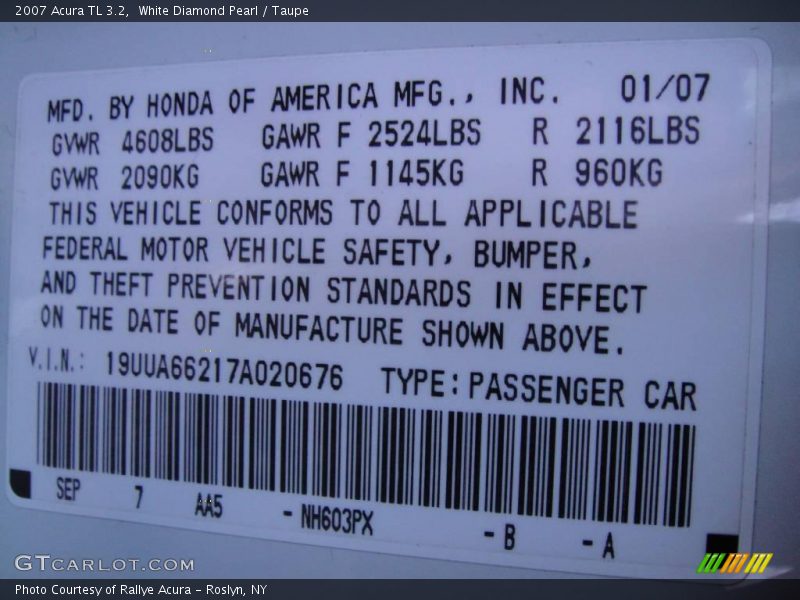 2007 Acura TL 3.2,  White Diamond Pearl / Taupe
MFD. BY HONDA OF AMERICA MFG., INC. 01/07
GVWR 4608LBS GAWR F 2524LBS R 2116LBS
GVWR 2090KG GAWR F 1145KG R 960KG
THIS VEHICLE CONFORMS TO ALL APPLICABLE
FEDERAL MOTOR VEHICLE SAFETY, BUMPER,
AND THEFT PREVENTION STANDARDS IN EFFECT
ON THE DATE OF MANUFACTURE SHOWN ABOVE.
V.I.N.: 19UUA66217A020676 TYPE: PASSENGER CAR
SEP 7 AA5 - NH603PX - B - A
GTCARLOT.COM
Photo Courtesy of Rallye Acura - Roslyn, NY